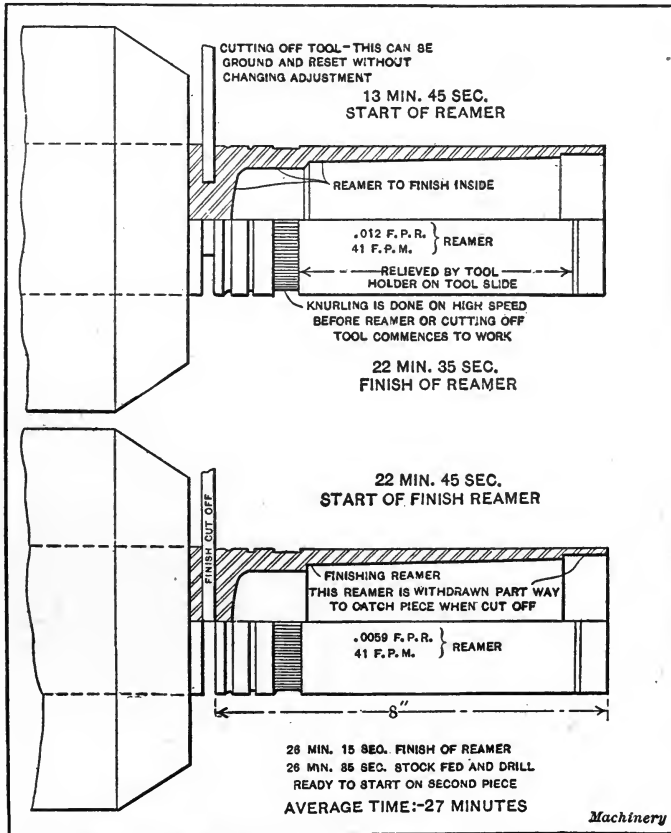 CUTTING OFF TOOL-THIS CAN BE
GROUND AND RESET WITHOUT
CHANGING ADJUSTMENT
13 MIN. 45 SEC.
START OF REAMER
REAMER TO FINISH INSIDE
.012 F.P.R.
41 F.P.M.
REAMER
RELIEVED BY TOOL
HOLDER ON TOOL SLIDE
KNURLING IS DONE ON HIGH SPEED
BEFORE REAMER OR CUTTING OFF
TOOL COMMENCES TO WORK
22 MIN. 35 SEC.
FINISH OF REAMER
22 MIN. 45 SEC.
START OF FINISH REAMER
FINISH CUT OFF
FINISHING REAMER
THIS REAMER IS WITHDRAWN PART WAY
TO CATCH PIECE WHEN CUT OFF
.0059 F.P.R.
41 F.P.M.
REAMER
8"
26 MIN. 15 SEC. FINISH OF REAMER
26 MIN. 35 SEC. STOCK FED AND DRILL
READY TO START ON SECOND PIECE
AVERAGE TIME:-27 MINUTES
Machinery